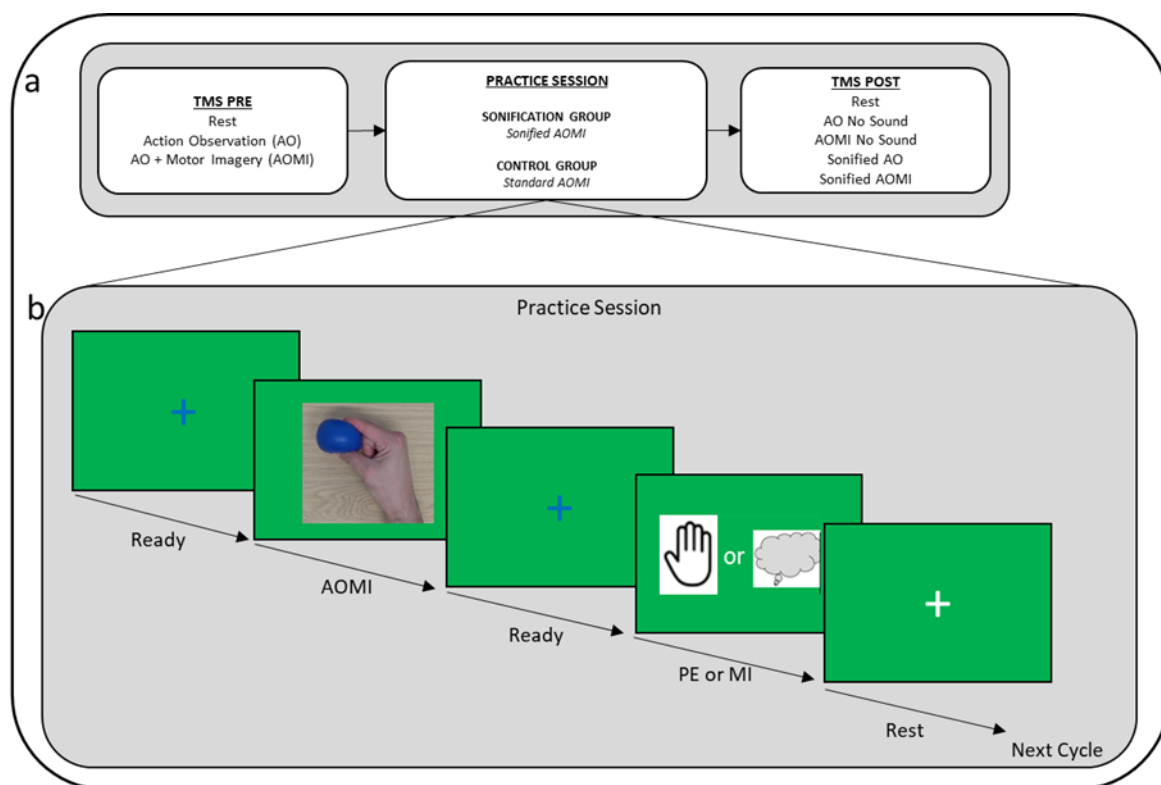 a
TMS PRE
Rest
Action Observation (AO)
AO + Motor Imagery (AOMI)
PRACTICE SESSION
SONIFICATION GROUP
Sonified AOMI
CONTROL GROUP
Standard AOMI
TMS POST
Rest
AO No Sound
AOMI No Sound
Sonified AO
Sonified AOMI
b
Practice Session
Ready
AOMI
Ready
or
PE or MI
Rest
Next Cycle